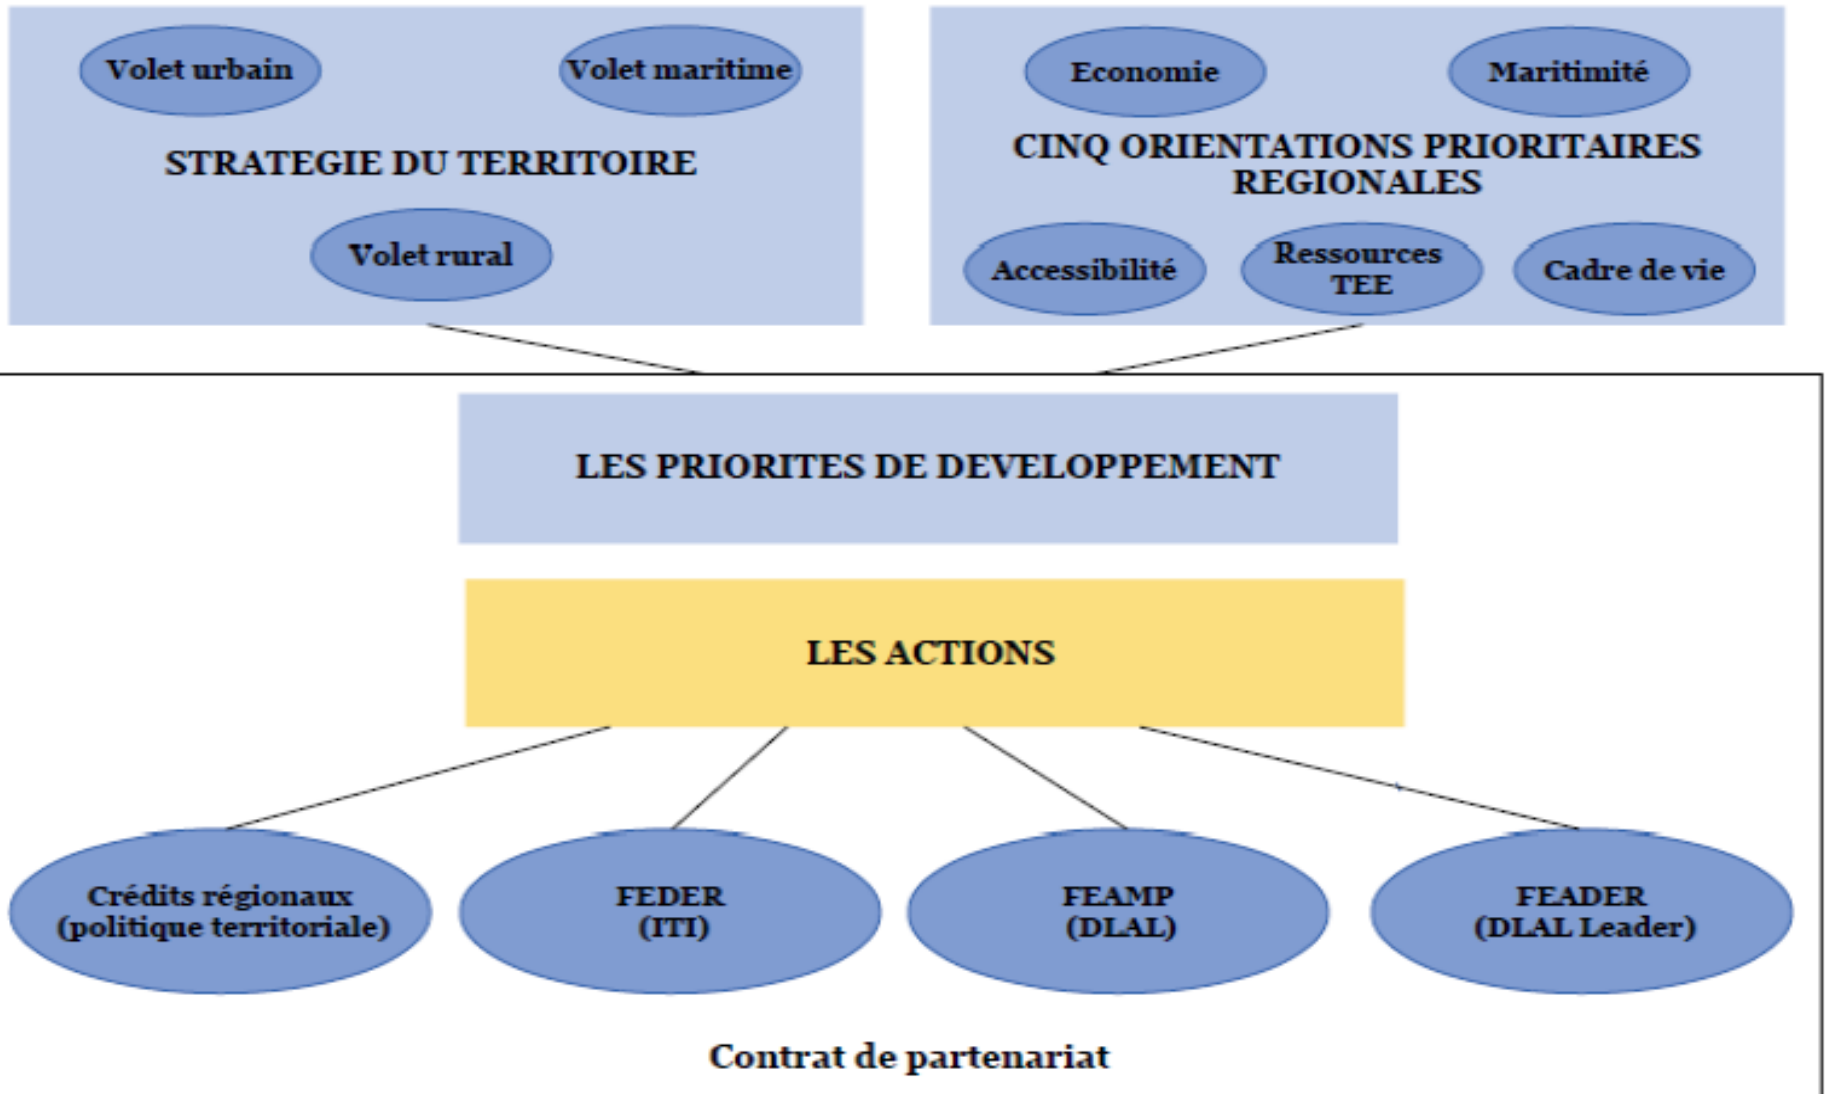 Volet urbain
Volet maritime
STRATEGIE DU TERRITOIRE
Volet rural
Economie
Maritimité
CINQ ORIENTATIONS PRIORITAIRES
REGIONALES
Accessibilité
Ressources
TEE
Cadre de vie
LES PRIORITES DE DEVELOPPEMENT
LES ACTIONS
Crédits régionaux
(politique territoriale)
FEDER
(ITI)
FEAMP
(DLAL)
FEADER
(DLAL Leader)
Contrat de partenariat